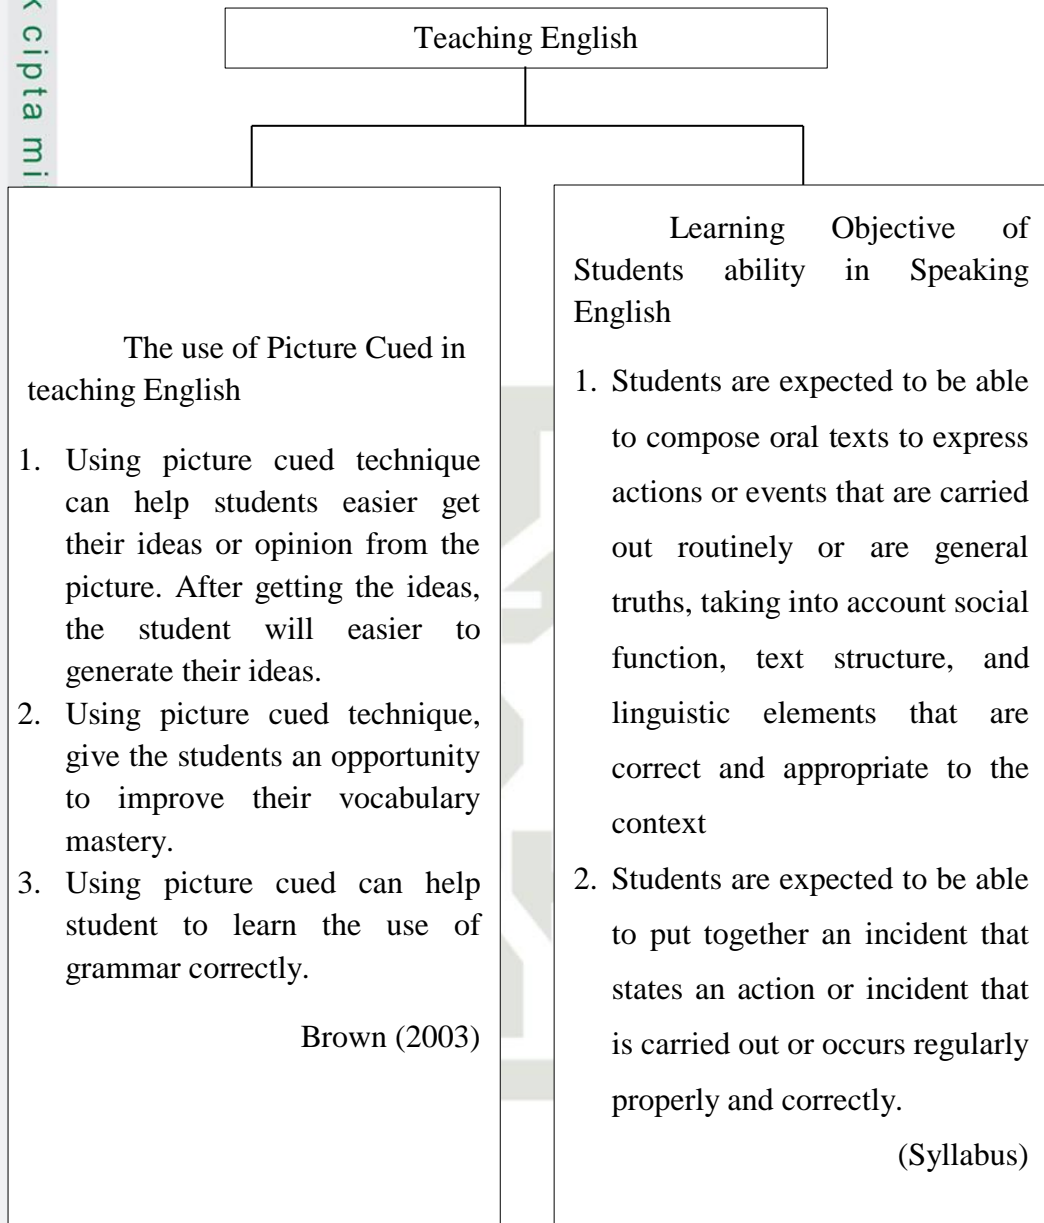 k cipta mil
Teaching English
The use of Picture Cued in
teaching English
1. Using picture cued technique
can help students easier get
their ideas or opinion from the
picture. After getting the ideas,
the student will easier to
generate their ideas.
2. Using picture cued technique,
give the students an opportunity
to improve their vocabulary
mastery.
3. Using picture cued can help
student to learn the use of
grammar correctly.
Brown (2003)
Learning Objective of
Students ability in Speaking
English
1. Students are expected to be able
to compose oral texts to express
actions or events that are carried
out routinely or are general
truths, taking into account social
function, text structure, and
linguistic elements that are
correct and appropriate to the
context
2. Students are expected to be able
to put together an incident that
states an action or incident that
is carried out or occurs regularly
properly and correctly.
(Syllabus)